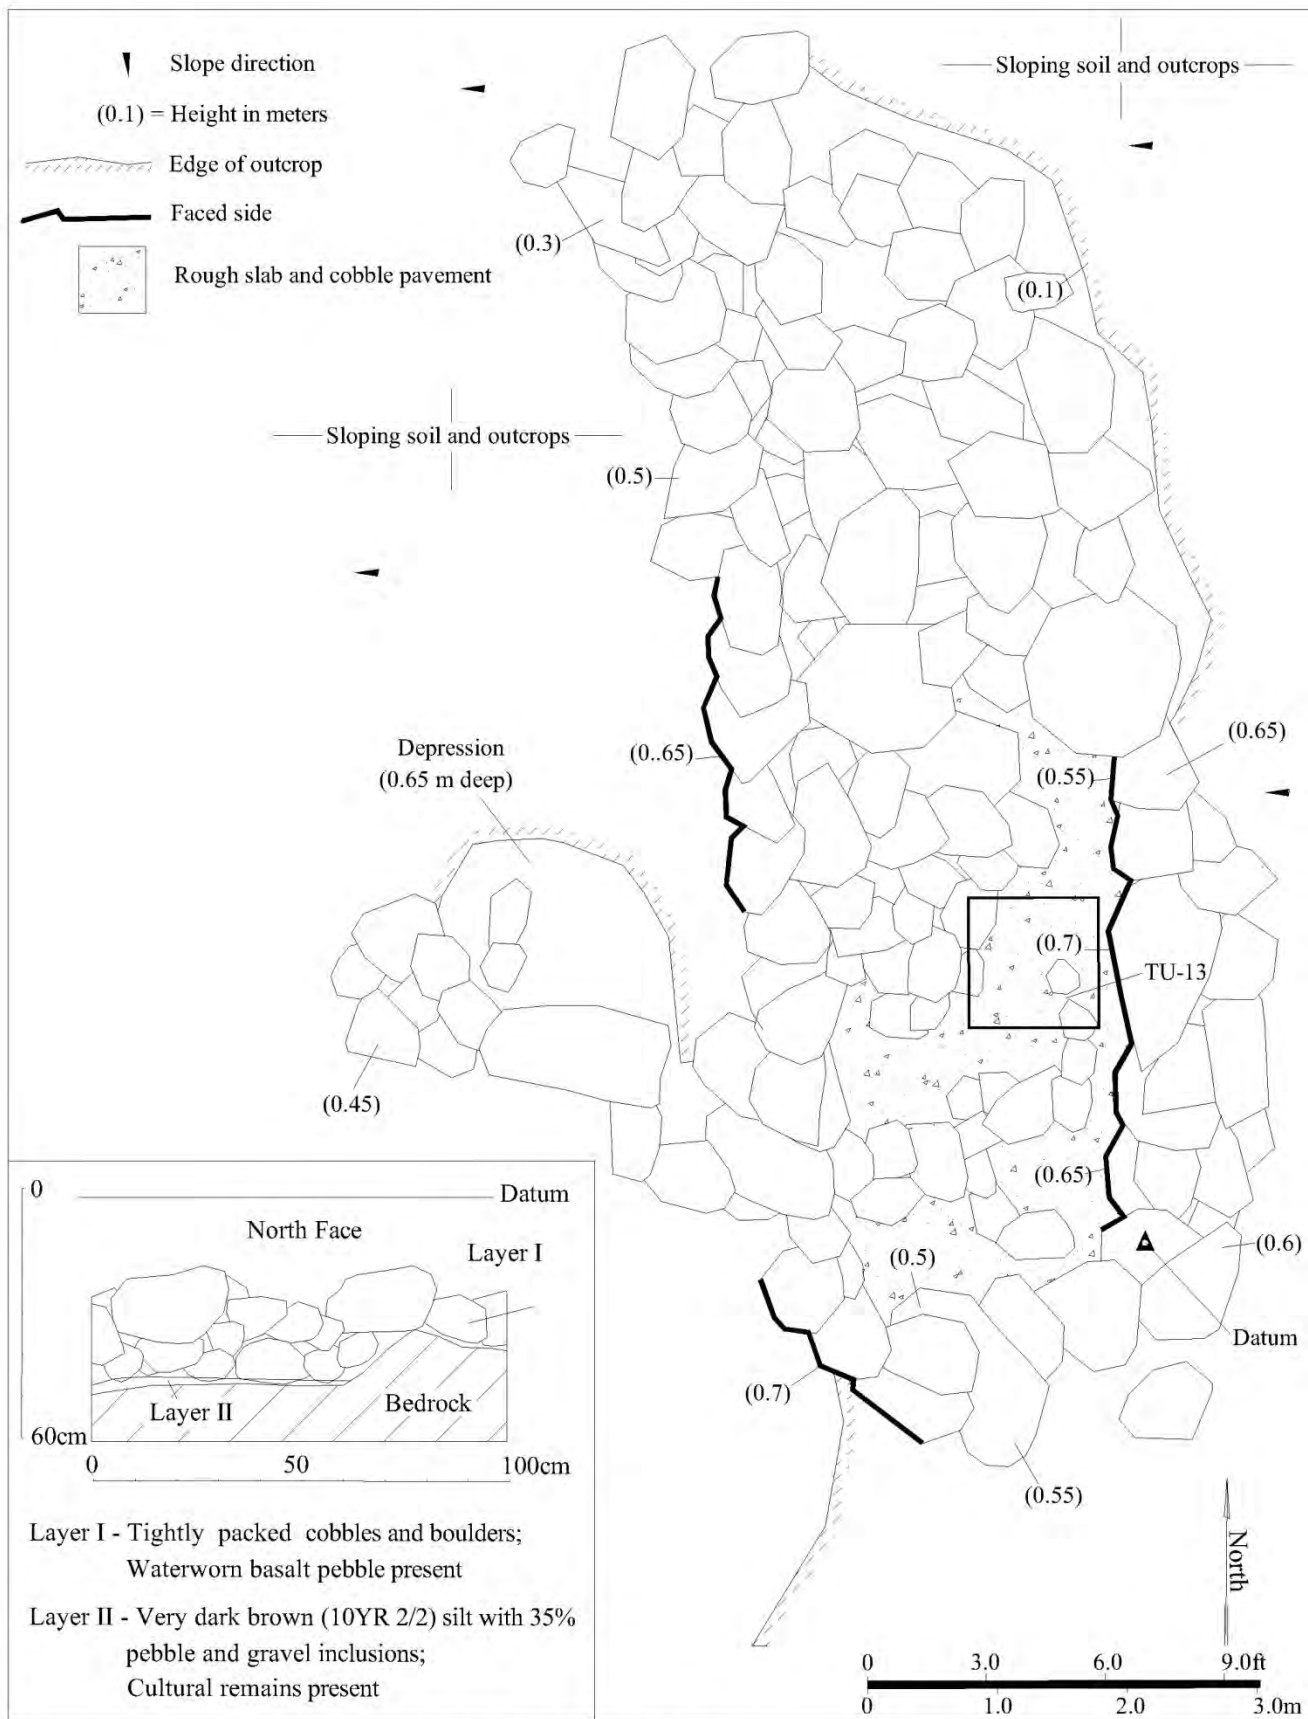 Slope direction
(0.1) = Height in meters
Edge of outcrop
Faced side
Rough slab and cobble pavement
Sloping soil and outcrops
(0.3)
(0.1)
Sloping soil and outcrops
(0.5)
Depression
(0.65 m deep)
(0..65)
(0.55)
(0.65)
(0.7)
TU-13
(0.45)
(0.65)
(0.5)
(0.6)
Datum
(0.7)
(0.55)
North
0 3.0 6.0 9.0ft
0 1.0 2.0 3.0m
0
Datum
North Face
Layer I
Layer II
Bedrock
60cm
0 50 100cm
Layer I - Tightly packed cobbles and boulders;
Waterworn basalt pebble present
Layer II - Very dark brown (10YR 2/2) silt with 35%
pebble and gravel inclusions;
Cultural remains present